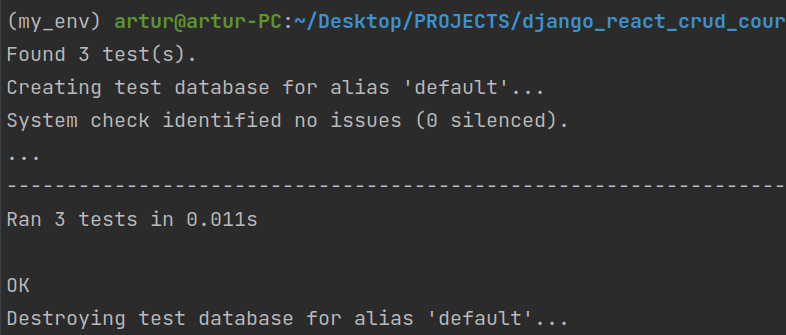 (my_env) artur@artur-PC:~/Desktop/PROJECTS/django_react_crud_cour
Found 3 test(s).
Creating test database for alias 'default'...
System check identified no issues (0 silenced).
...
-----------------------------------------------------------------
Ran 3 tests in 0.011s
OK
Destroying test database for alias 'default'...